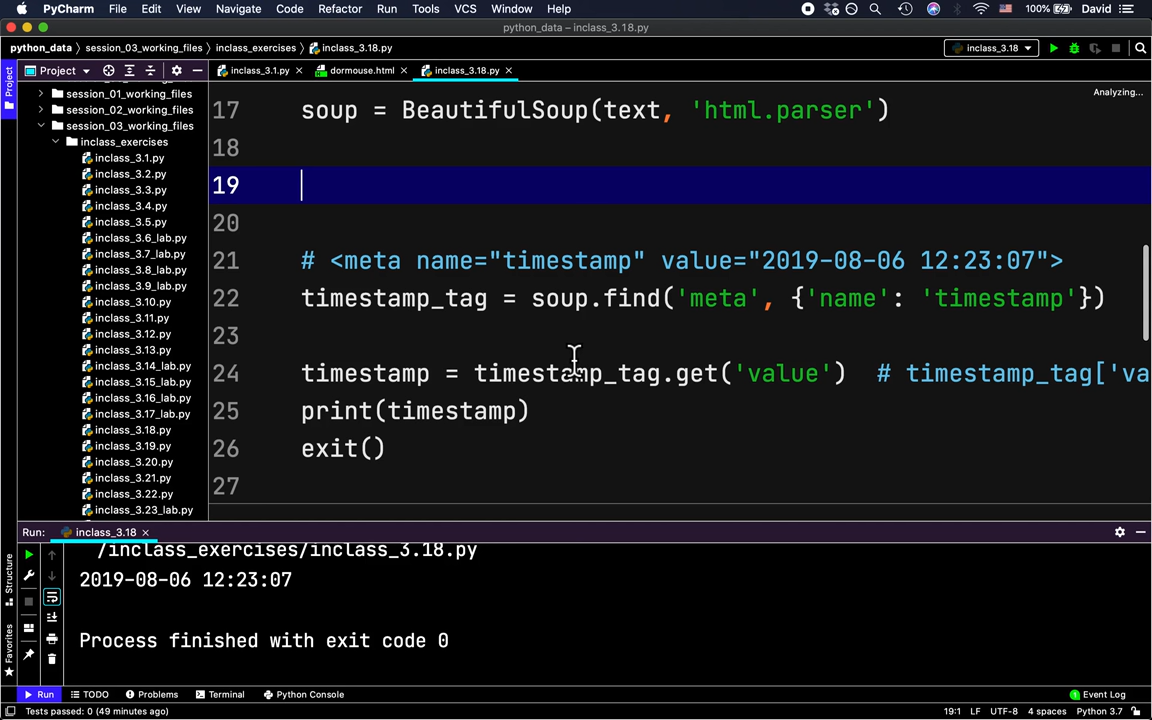 PyCharm File Edit View Navigate Code Refactor Run Tools VCS Window Help 100% David
python_data – inclass_3.18.py
python_data session_03_working_files inclass_exercises inclass_3.18.py inclass_3.18
Project inclass_3.1.py dormouse.html inclass_3.18.py
Project
Analyzing...
session_01_working_files
session_02_working_files
session_03_working_files
inclass_exercises
inclass_3.1.py
inclass_3.2.py
inclass_3.3.py
inclass_3.4.py
inclass_3.5.py
inclass_3.6_lab.py
inclass_3.7_lab.py
inclass_3.8_lab.py
inclass_3.9_lab.py
inclass_3.10.py
inclass_3.11.py
inclass_3.12.py
inclass_3.13.py
inclass_3.14_lab.py
inclass_3.15_lab.py
inclass_3.16_lab.py
inclass_3.17_lab.py
inclass_3.18.py
inclass_3.19.py
inclass_3.20.py
inclass_3.21.py
inclass_3.22.py
inclass_3.23_lab.py
17 soup = BeautifulSoup(text, 'html.parser')
18
19
20
21 # <meta name="timestamp" value="2019-08-06 12:23:07">
22 timestamp_tag = soup.find('meta', {'name': 'timestamp'})
23
24 timestamp = timestamp_tag.get('value') # timestamp_tag['va
25 print(timestamp)
26 exit()
27
Run: inclass_3.18
/inclass_exercises/inclass_3.18.py
2019-08-06 12:23:07
Process finished with exit code 0
Structure
Favorites
Run TODO Problems Terminal Python Console 1 Event Log
Tests passed: 0 (49 minutes ago) 19:1 LF UTF-8 4 spaces Python 3.7